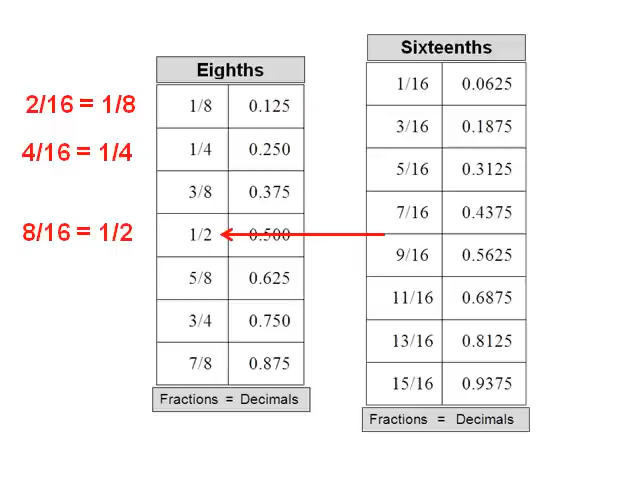 Eighths
2/16 = 1/8
1/8 0.125
4/16 = 1/4
1/4 0.250
3/8 0.375
8/16 = 1/2
1/2 0.500
5/8 0.625
3/4 0.750
7/8 0.875
Fractions = Decimals
Sixteenths
1/16 0.0625
3/16 0.1875
5/16 0.3125
7/16 0.4375
9/16 0.5625
11/16 0.6875
13/16 0.8125
15/16 0.9375
Fractions = Decimals